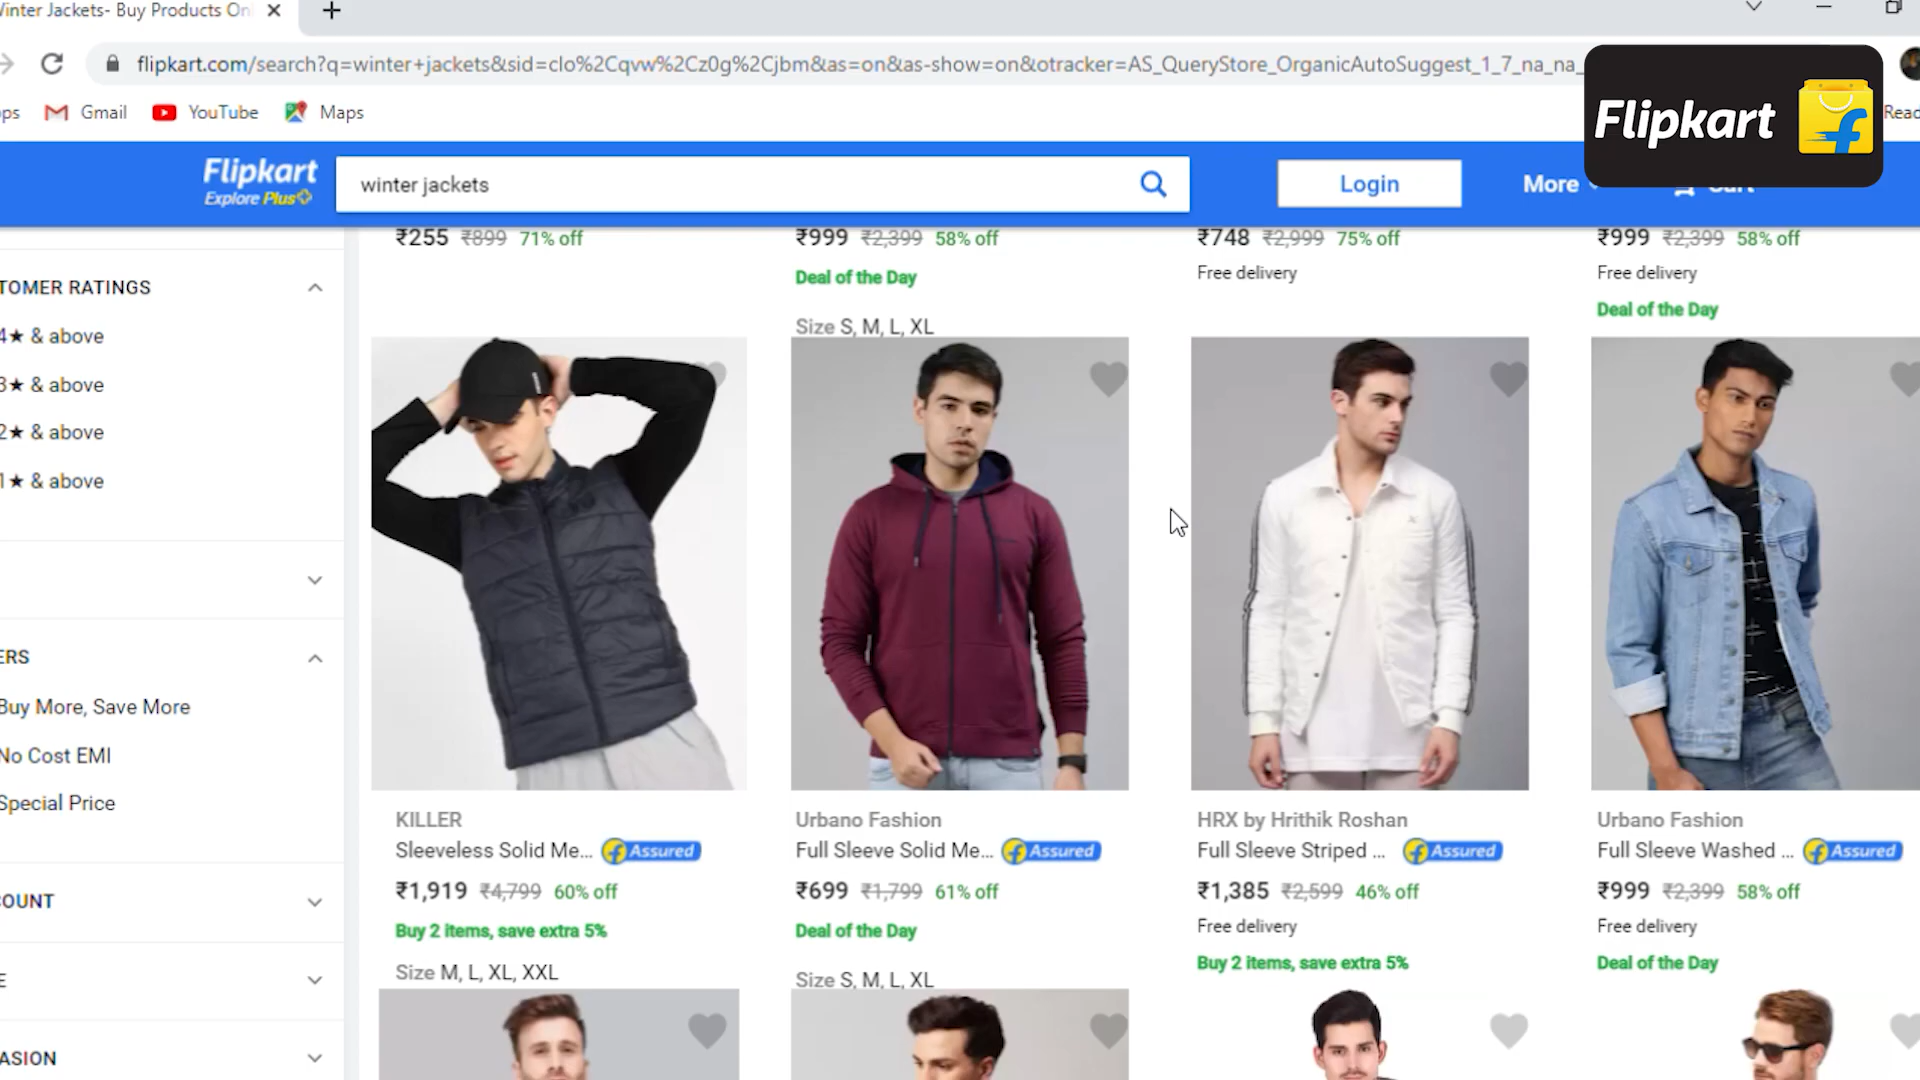 Winter Jackets- Buy Products On
flipkart.com/search?q=winter+jackets&sid=clo%2Cqvw%2Cz0g%2Cjbm&as=on&as-show=on&otracker=AS_QueryStore_OrganicAutoSuggest_1_7_na_na_
ps Gmail YouTube Maps Read
Flipkart
Flipkart
Explore Plus
winter jackets
Login
More
Cart
₹255 ₹899 71% off
₹999 ₹2,399 58% off
₹748 ₹2,999 75% off
₹999 ₹2,399 58% off
Deal of the Day
Free delivery
Free delivery
Deal of the Day
Size S, M, L, XL
TOMER RATINGS
4★ & above
3★ & above
2★ & above
1★ & above
ERS
Buy More, Save More
No Cost EMI
Special Price
COUNT
E
ASION
KILLER
Sleeveless Solid Me... Assured
₹1,919 ₹4,799 60% off
Buy 2 items, save extra 5%
Size M, L, XL, XXL
Urbano Fashion
Full Sleeve Solid Me... Assured
₹699 ₹1,799 61% off
Deal of the Day
Size S, M, L, XL
HRX by Hrithik Roshan
Full Sleeve Striped ... Assured
₹1,385 ₹2,599 46% off
Free delivery
Buy 2 items, save extra 5%
Urbano Fashion
Full Sleeve Washed ... Assured
₹999 ₹2,399 58% off
Free delivery
Deal of the Day